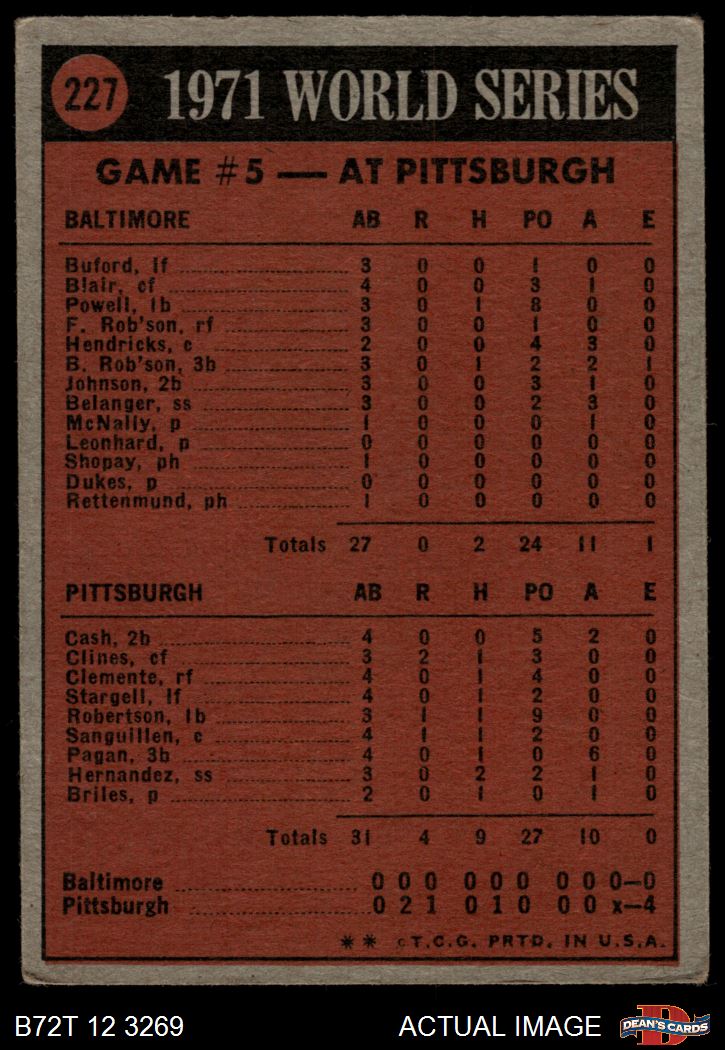 227 1971 WORLD SERIES
GAME #5 — AT PITTSBURGH
BALTIMORE AB R H PO A E
Buford, lf 3 0 0 1 0 0
Blair, cf 4 0 0 3 1 0
Powell, 1b 3 0 1 8 0 0
F. Rob'son, rf 3 0 0 1 0 0
Hendricks, c 2 0 0 4 3 0
B. Rob'son, 3b 3 0 1 2 2 1
Johnson, 2b 3 0 0 3 1 0
Belanger, ss 3 0 0 2 3 0
McNally, p 1 0 0 0 1 0
Leonhard, p 0 0 0 0 0 0
Shopay, ph 1 0 0 0 0 0
Dukes, p 0 0 0 0 0 0
Rettenmund, ph 1 0 0 0 0 0
Totals 27 0 2 24 11 1
PITTSBURGH AB R H PO A E
Cash, 2b 4 0 0 5 2 0
Clines, cf 3 2 1 3 0 0
Clemente, rf 4 0 1 4 0 0
Stargell, lf 4 0 1 2 0 0
Robertson, 1b 3 1 1 9 0 0
Sanguillen, c 4 1 1 2 0 0
Pagan, 3b 4 0 1 0 6 0
Hernandez, ss 3 0 2 2 1 0
Briles, p 2 0 1 0 1 0
Totals 31 4 9 27 10 0
Baltimore 0 0 0 0 0 0 0 0 0—0
Pittsburgh 0 2 1 0 1 0 0 0 x—4
** ©T.C.G. PRTD. IN U.S.A.
B72T 12 3269 ACTUAL IMAGE D DEAN'S CARDS